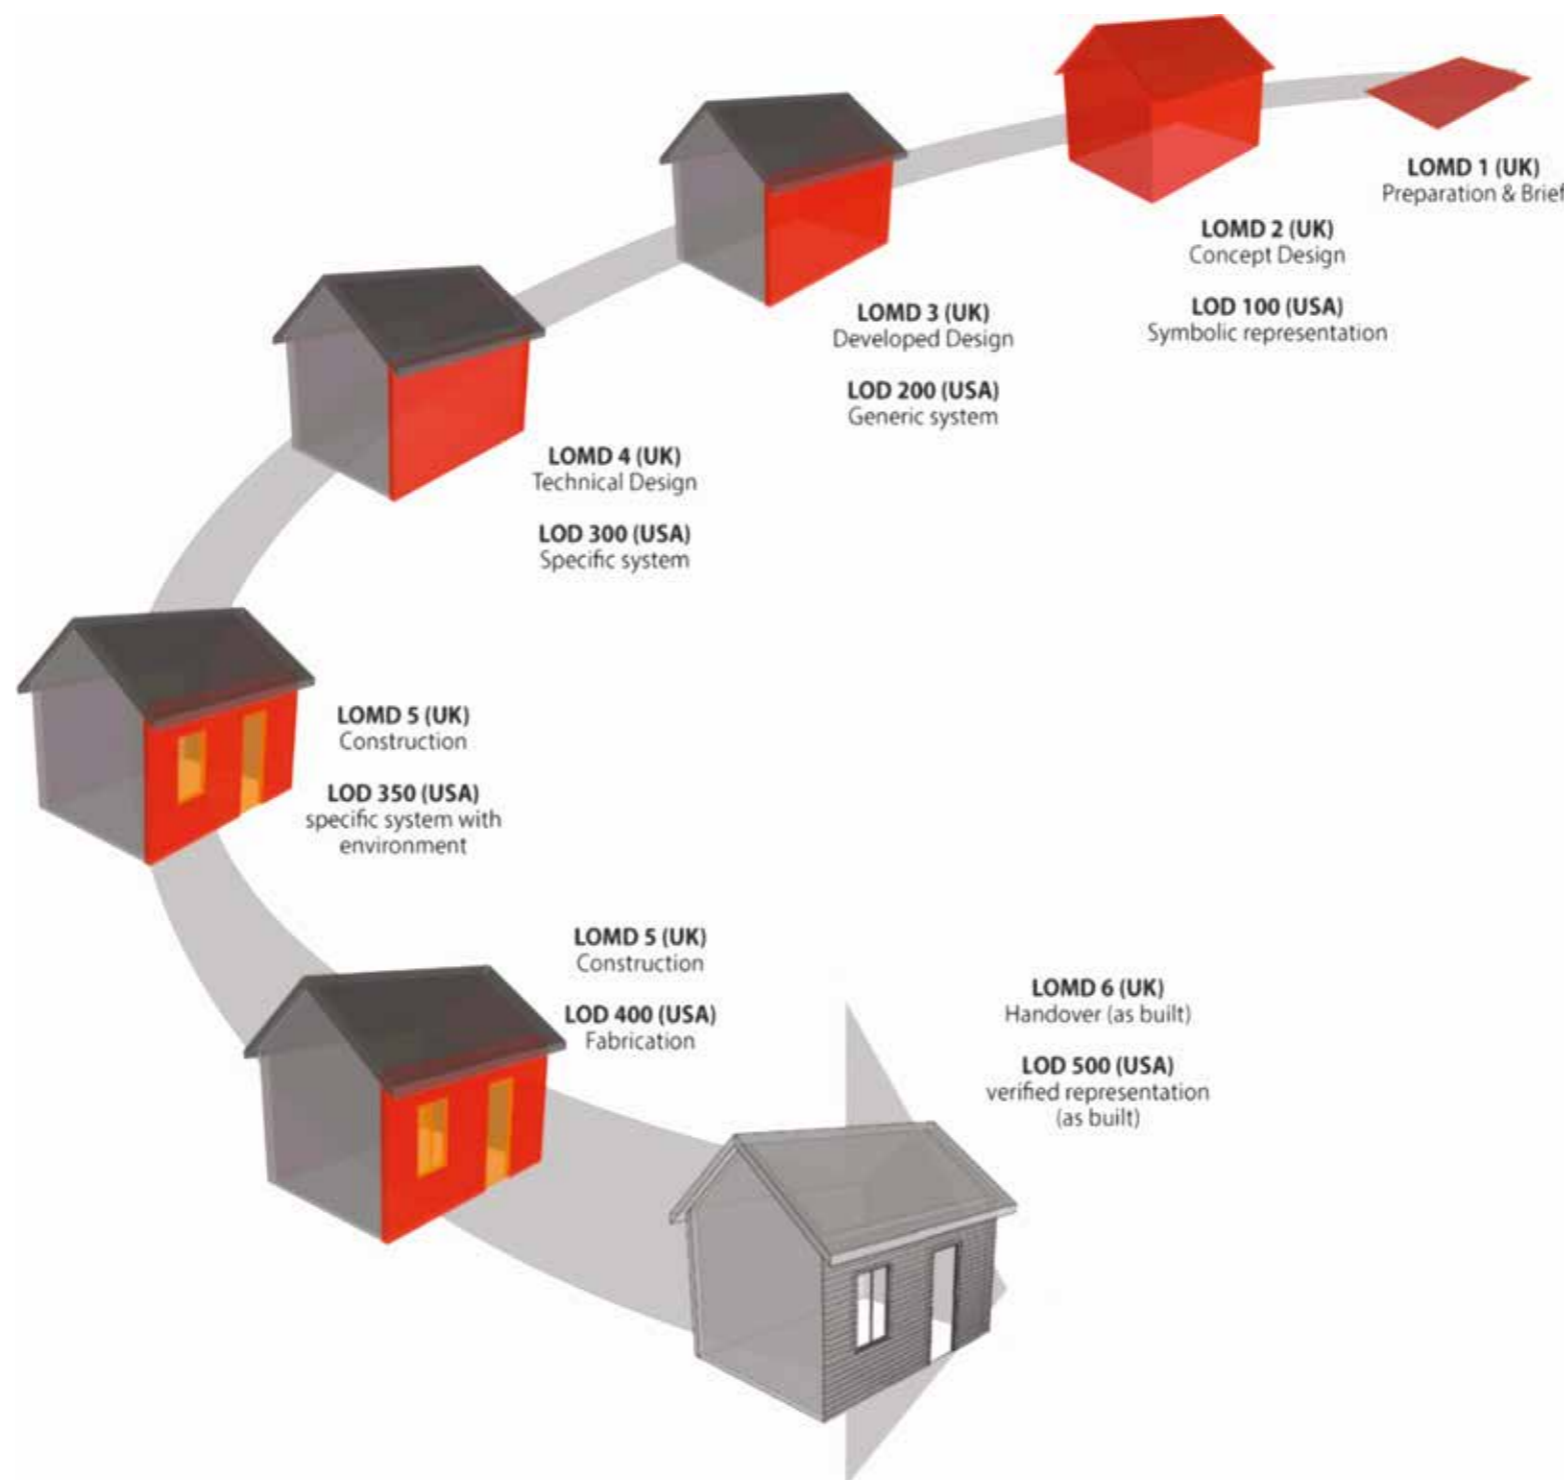 LOMD 1 (UK)
Preparation & Brief
LOMD 2 (UK)
Concept Design
LOD 100 (USA)
Symbolic representation
LOMD 3 (UK)
Developed Design
LOD 200 (USA)
Generic system
LOMD 4 (UK)
Technical Design
LOD 300 (USA)
Specific system
LOMD 5 (UK)
Construction
LOD 350 (USA)
specific system with
environment
LOMD 5 (UK)
Construction
LOD 400 (USA)
Fabrication
LOMD 6 (UK)
Handover (as built)
LOD 500 (USA)
verified representation
(as built)